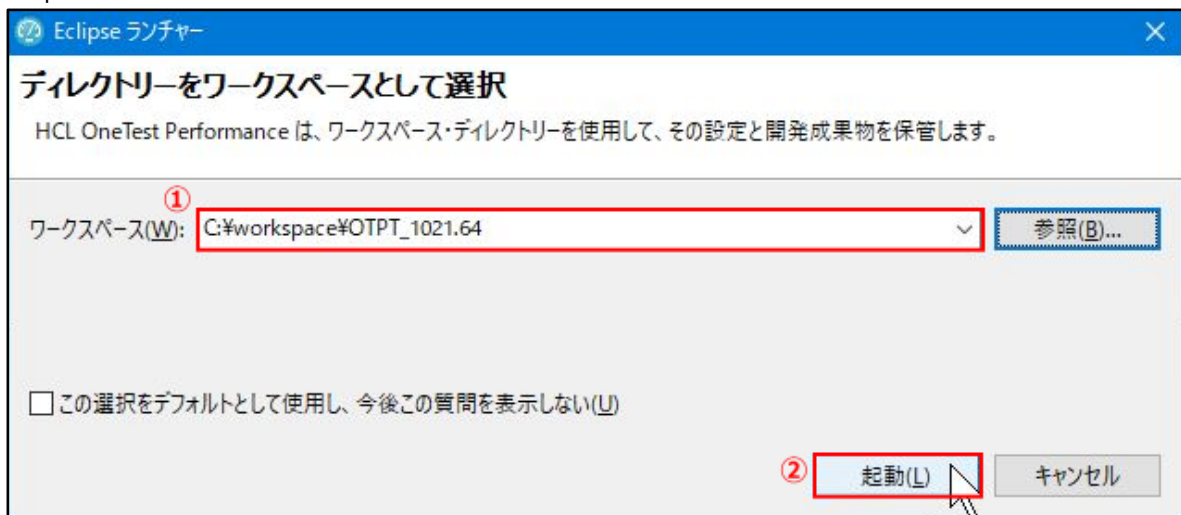 Eclipse ランチャー
ディレクトリーをワークスペースとして選択
HCL OneTest Performance は、ワークスペース・ディレクトリーを使用して、その設定と開発成果物を保管します。
①
ワークスペース(W): C:¥workspace¥OTPT_1021.64 参照(B)...
この選択をデフォルトとして使用し、今後この質問を表示しない(U)
② 起動(L) キャンセル